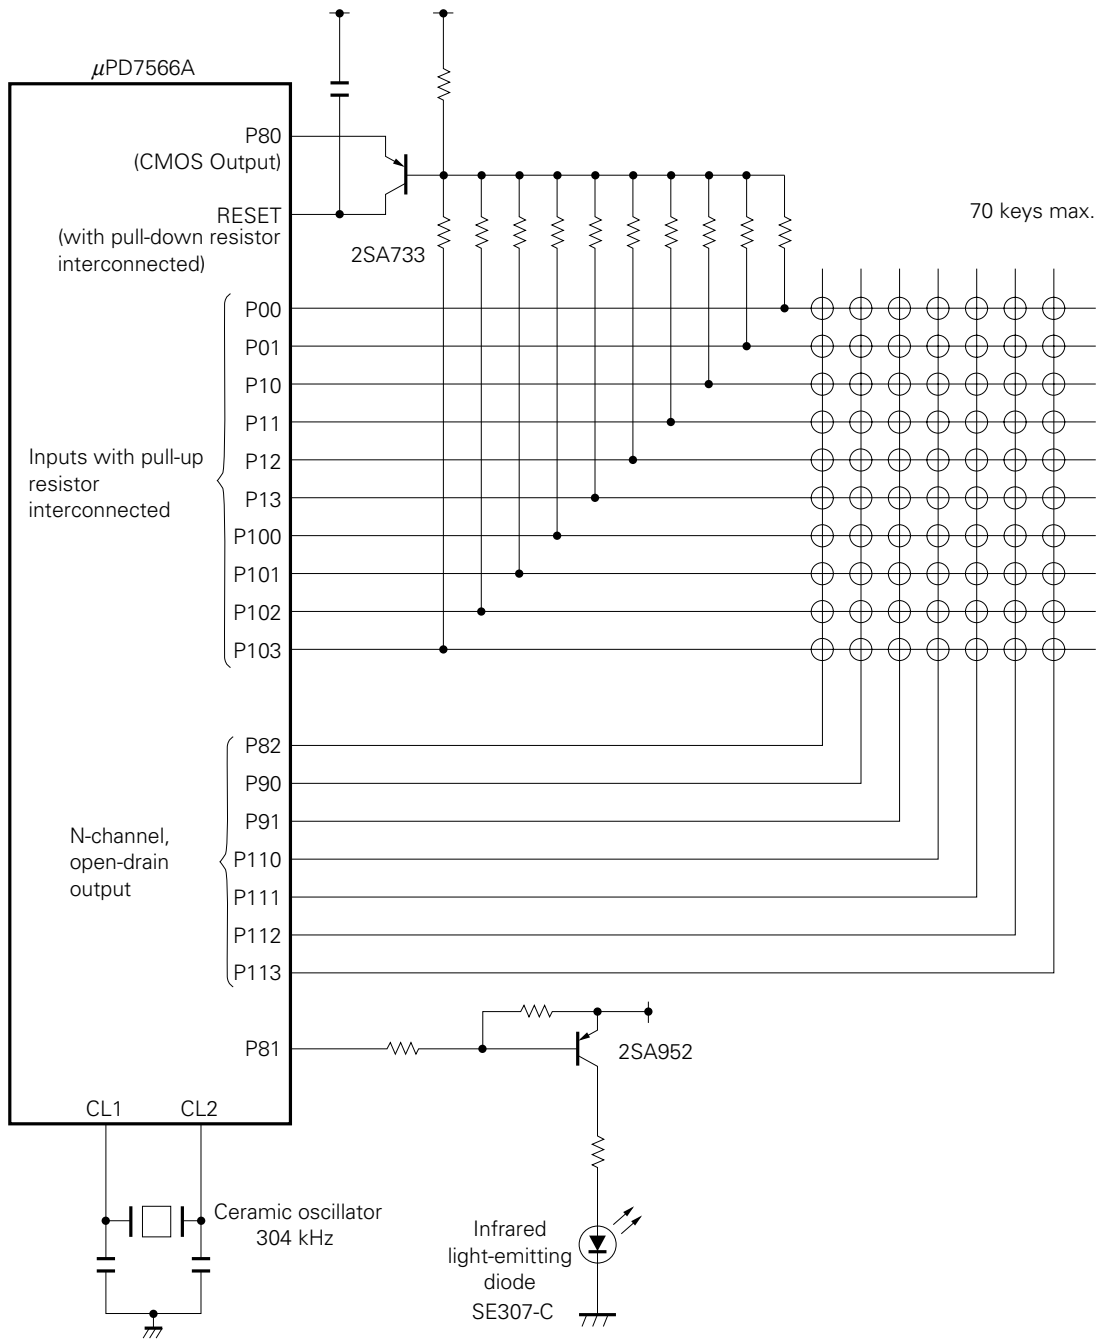 μPD7566A
P80
(CMOS Output)
RESET
(with pull-down resistor
interconnected)
2SA733
70 keys max.
P00
P01
P10
P11
P12
P13
P100
P101
P102
P103
Inputs with pull-up
resistor
interconnected
P82
P90
P91
P110
P111
P112
P113
N-channel,
open-drain
output
P81
2SA952
CL1
CL2
Ceramic oscillator
304 kHz
Infrared
light-emitting
diode
SE307-C